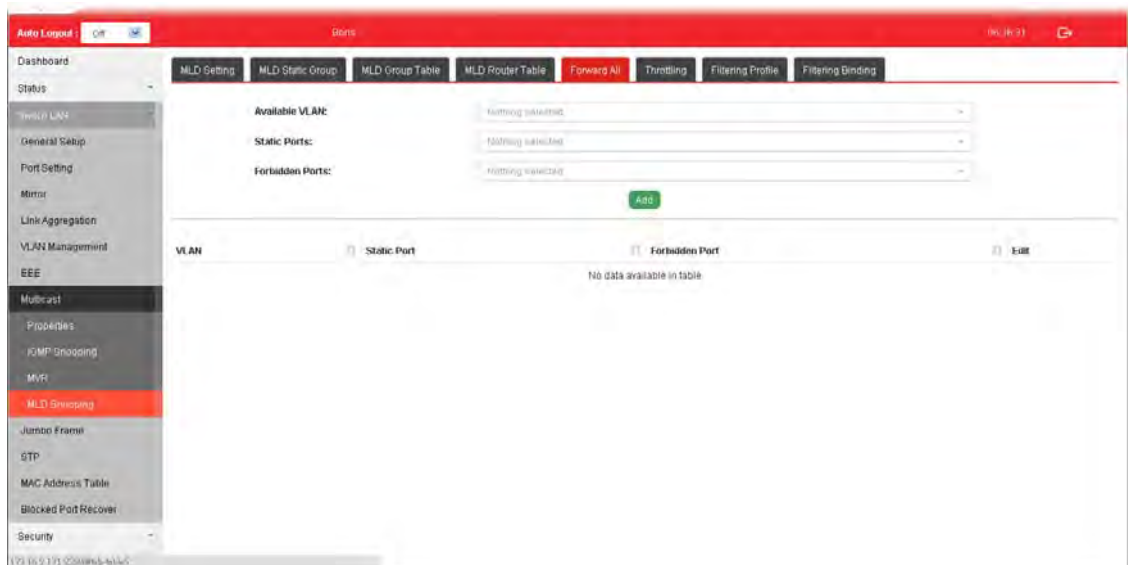 Auto Logout : Off
Dashboard
Status
Switch LAN
General Setup
Port Setting
Mirror
Link Aggregation
VLAN Management
EEE
Multicast
Properties
IGMP Snooping
MVR
MLD Snooping
Jumbo Frame
STP
MAC Address Table
Blocked Port Recover
Security
MLD Setting MLD Static Group MLD Group Table MLD Router Table Forward All Throttling Filtering Profile Filtering Binding
Available VLAN: Nothing selected
Static Ports: Nothing selected
Forbidden Ports: Nothing selected
Add
VLAN Static Port Forbidden Port Edit
No data available in table